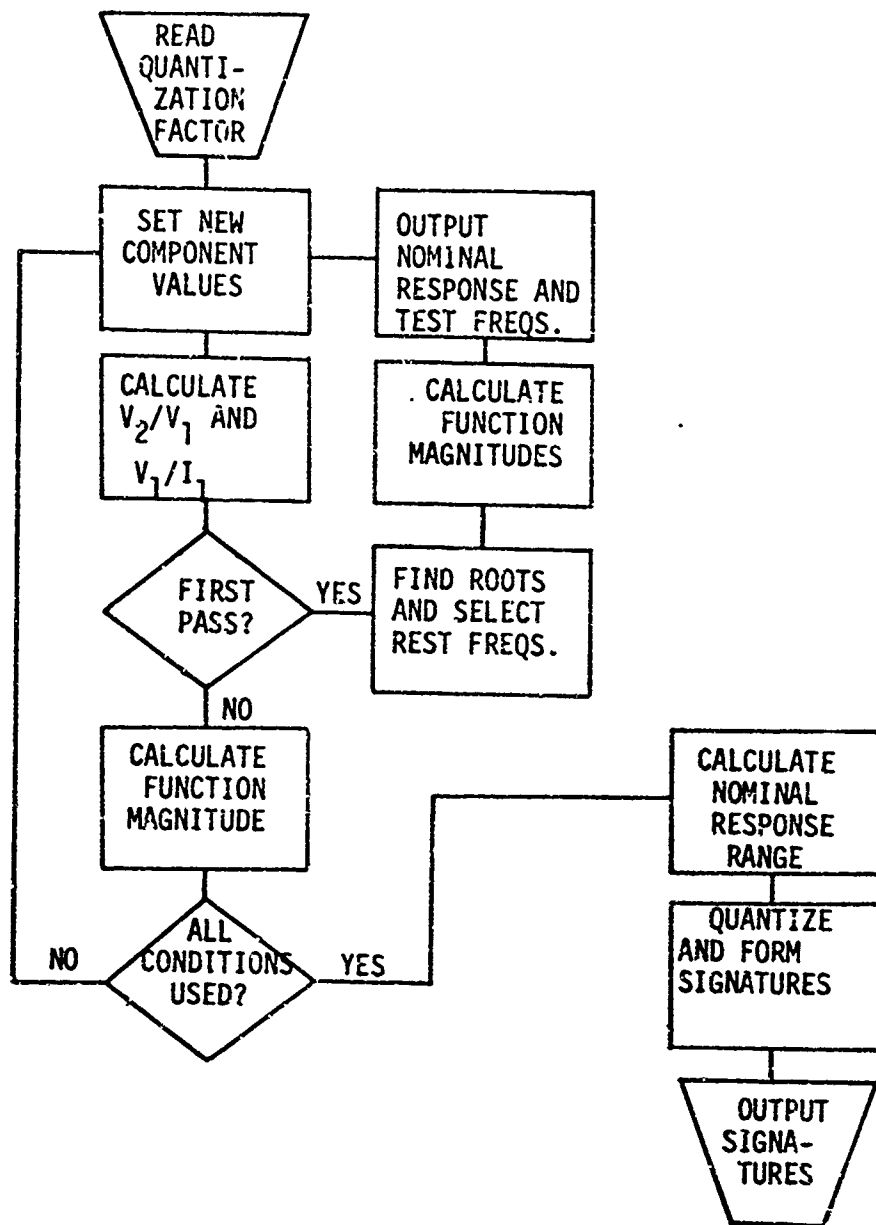 READ
QUANTI-
ZATION
FACTOR
SET NEW
COMPONENT
VALUES
OUTPUT
NOMINAL
RESPONSE AND
TEST FREQS.
CALCULATE
V2/V1 AND
V1/I1
. CALCULATE
FUNCTION
MAGNITUDES
FIRST
PASS?
YES
FIND ROOTS
AND SELECT
REST FREQS.
NO
CALCULATE
FUNCTION
MAGNITUDE
CALCULATE
NOMINAL
RESPONSE
RANGE
ALL
CONDITIONS
USED?
NO
YES
QUANTIZE
AND FORM
SIGNATURES
OUTPUT
SIGNA-
TURES